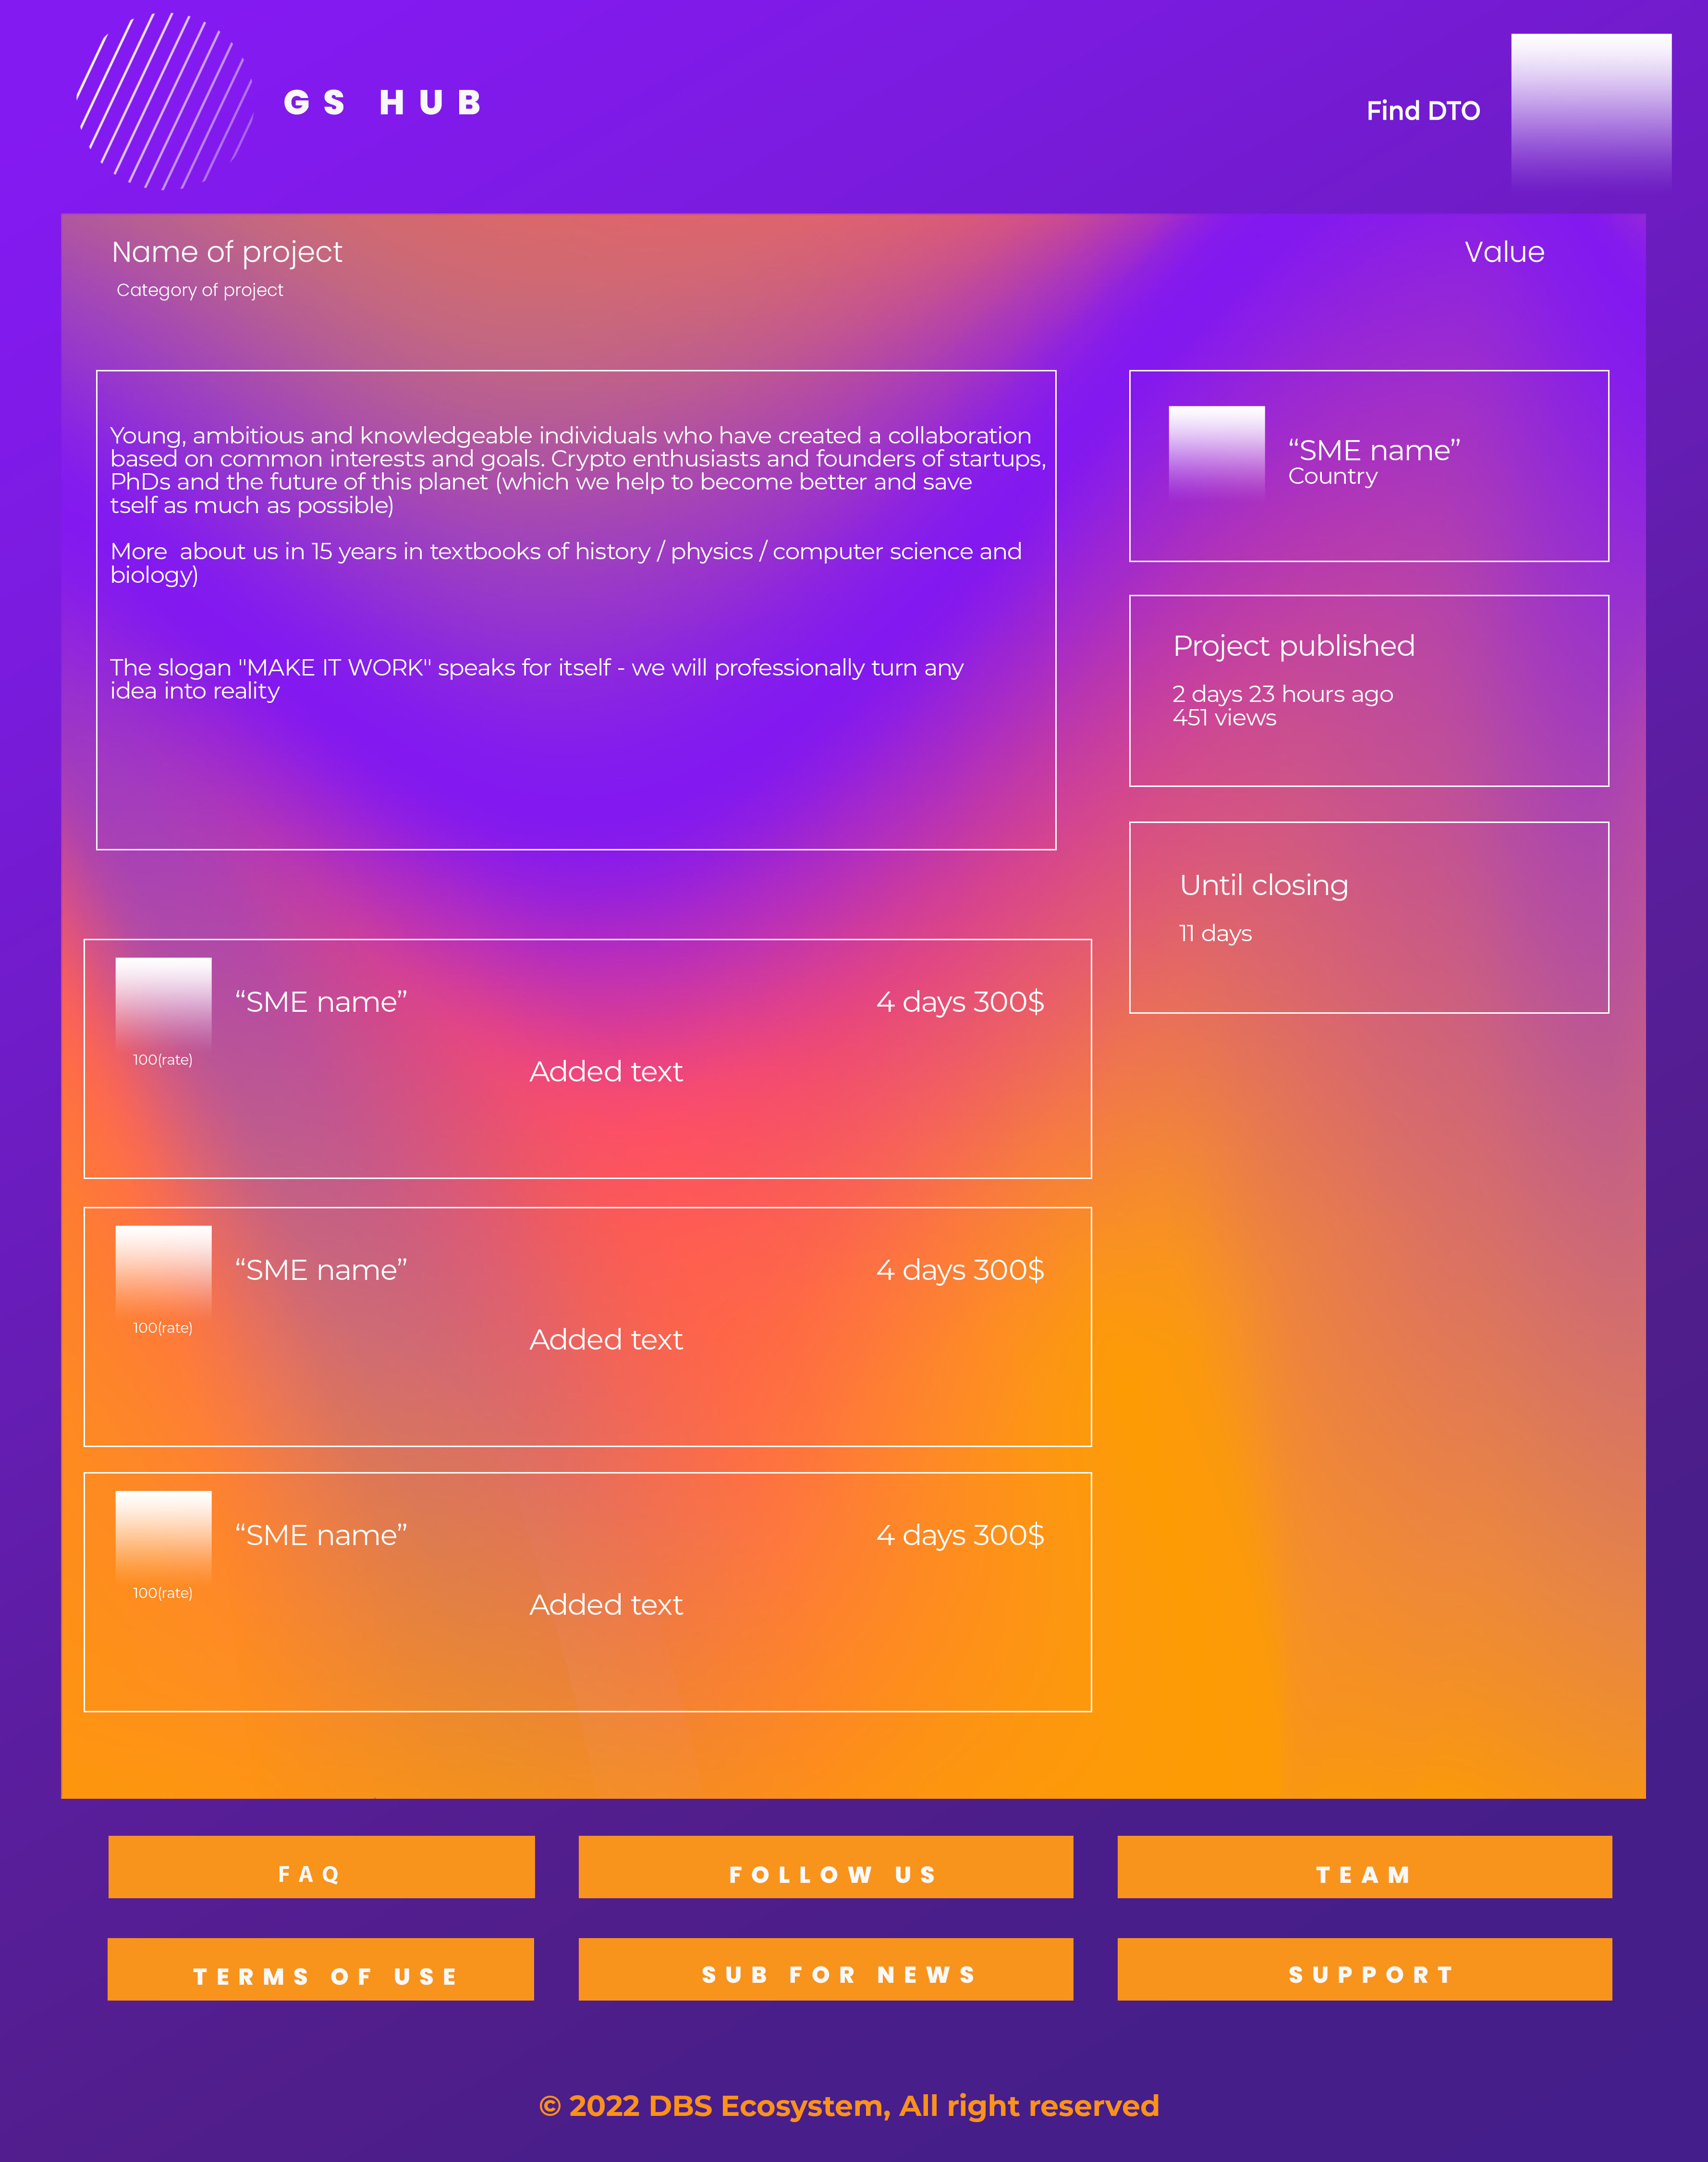 GS HUB
Find DTO
Name of project
Value
Category of project
Young, ambitious and knowledgeable individuals who have created a collaboration
based on common interests and goals. Crypto enthusiasts and founders of startups,
PhDs and the future of this planet (which we help to become better and save
tself as much as possible)
More  about us in 15 years in textbooks of history / physics / computer science and
biology)
The slogan "MAKE IT WORK" speaks for itself - we will professionally turn any
idea into reality
“SME name”
Country
Project published
2 days 23 hours ago
451 views
Until closing
11 days
“SME name”
4 days 300$
100(rate)
Added text
“SME name”
4 days 300$
100(rate)
Added text
“SME name”
4 days 300$
100(rate)
Added text
FAQ
FOLLOW US
TEAM
TERMS OF USE
SUB FOR NEWS
SUPPORT
© 2022 DBS Ecosystem, All right reserved